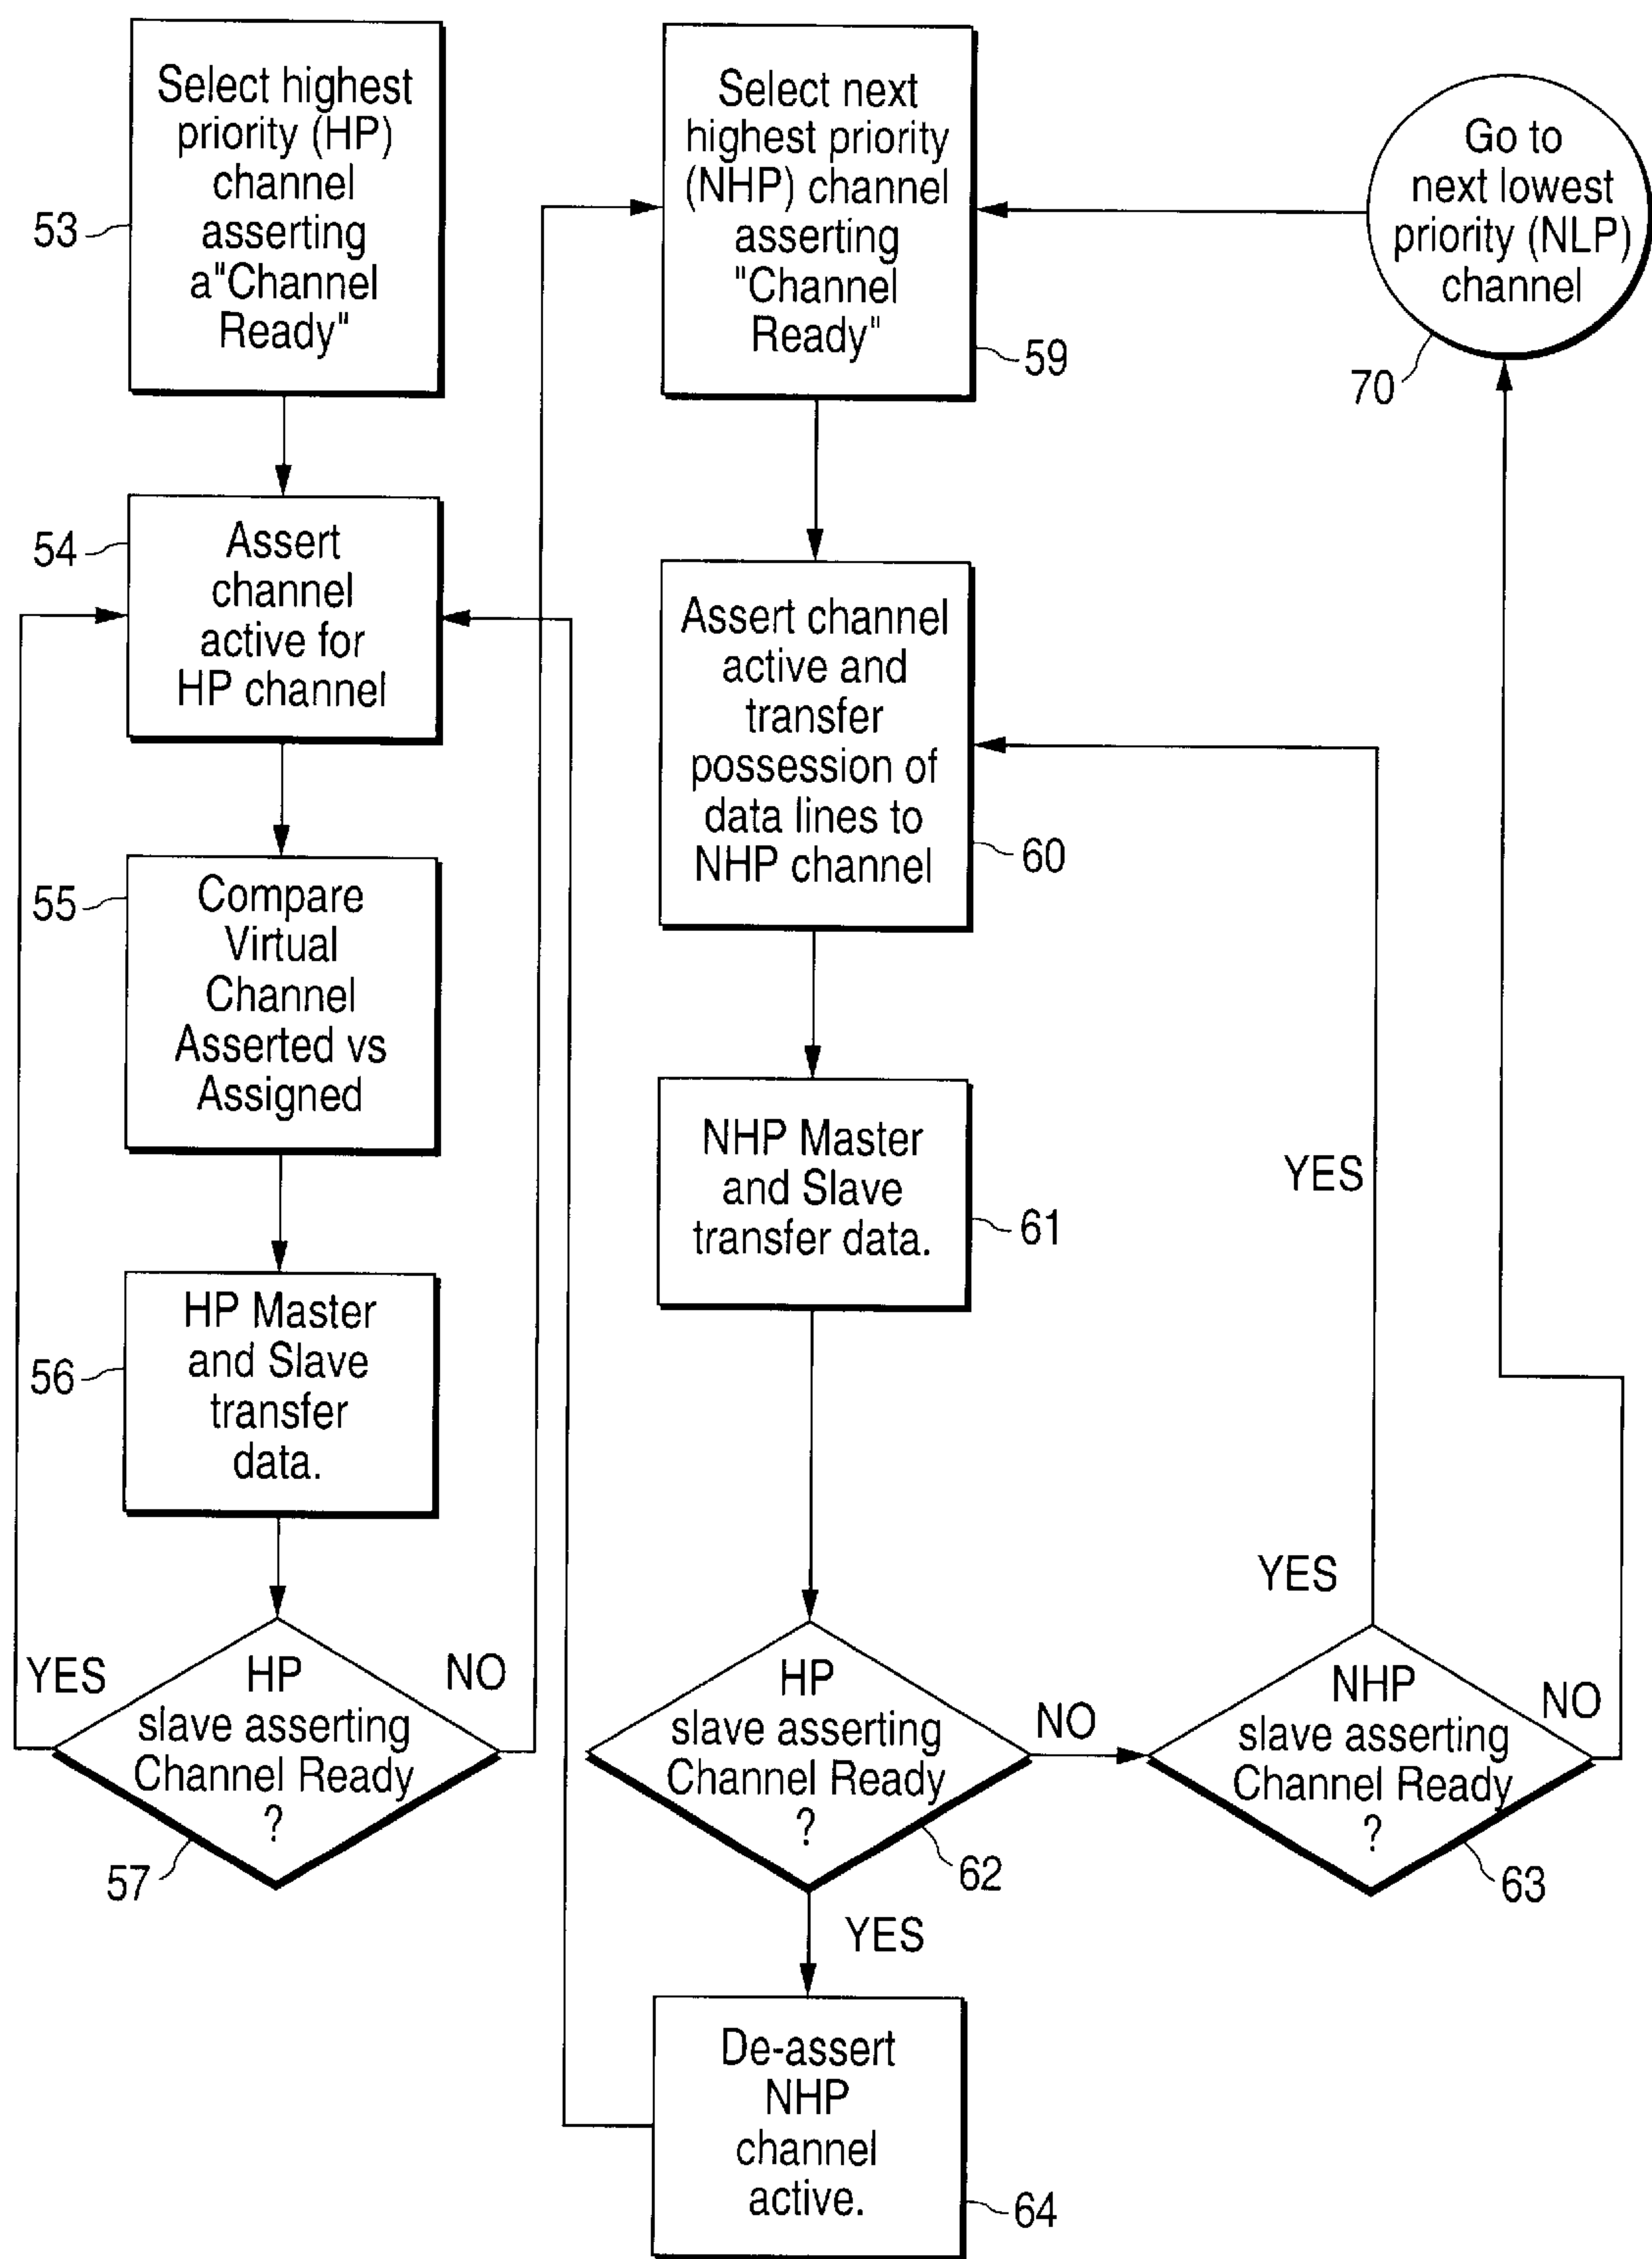 Select highest
priority (HP)
channel
asserting
a"Channel
Ready"
53
Assert
channel
active for
HP channel
54
Compare
Virtual
Channel
Asserted vs
Assigned
55
HP Master
and Slave
transfer
data.
56
YES
HP
slave asserting
Channel Ready
?
NO
57
Select next
highest priority
(NHP) channel
asserting
"Channel
Ready"
59
Assert channel
active and
transfer
possession of
data lines to
NHP channel
60
NHP Master
and Slave
transfer data.
61
HP
slave asserting
Channel Ready
?
NO
62
YES
De-assert
NHP
channel
active.
64
YES
YES
NHP
slave asserting
Channel Ready
?
NO
63
Go to
next lowest
priority (NLP)
channel
70